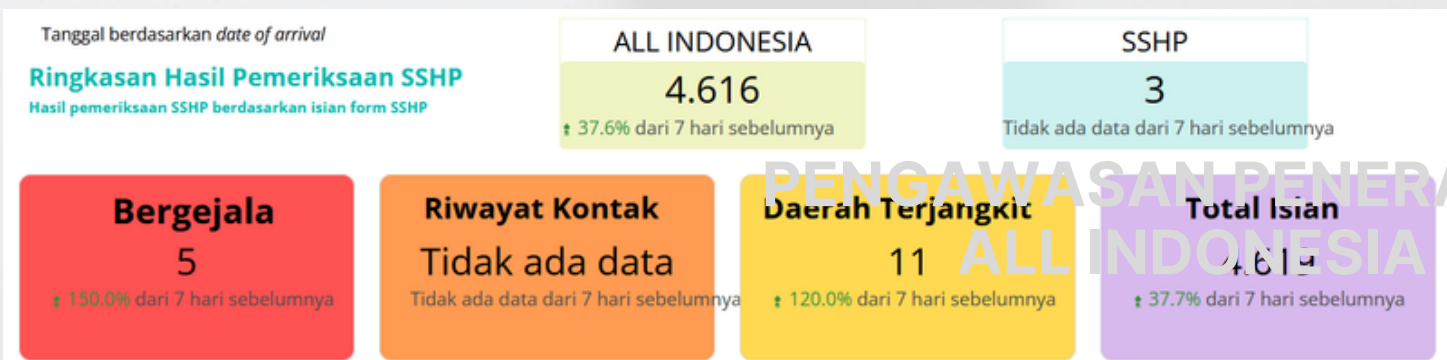 Tanggal berdasarkan date of arrival
Ringkasan Hasil Pemeriksaan SSHP
Hasil pemeriksaan SSHP berdasarkan isian form SSHP
ALL INDONESIA
4.616
37.6% dari 7 hari sebelumnya
SSHP
3
Tidak ada data dari 7 hari sebelumnya
Bergejala
5
150.0% dari 7 hari sebelumnya
Riwayat Kontak
Tidak ada data
Tidak ada data dari 7 hari sebelumnya
Daerah Terjangkit
11
120.0% dari 7 hari sebelumnya
Total Isian
4.619
37.7% dari 7 hari sebelumnya
PENGAWASAN
ALL INDONESIA